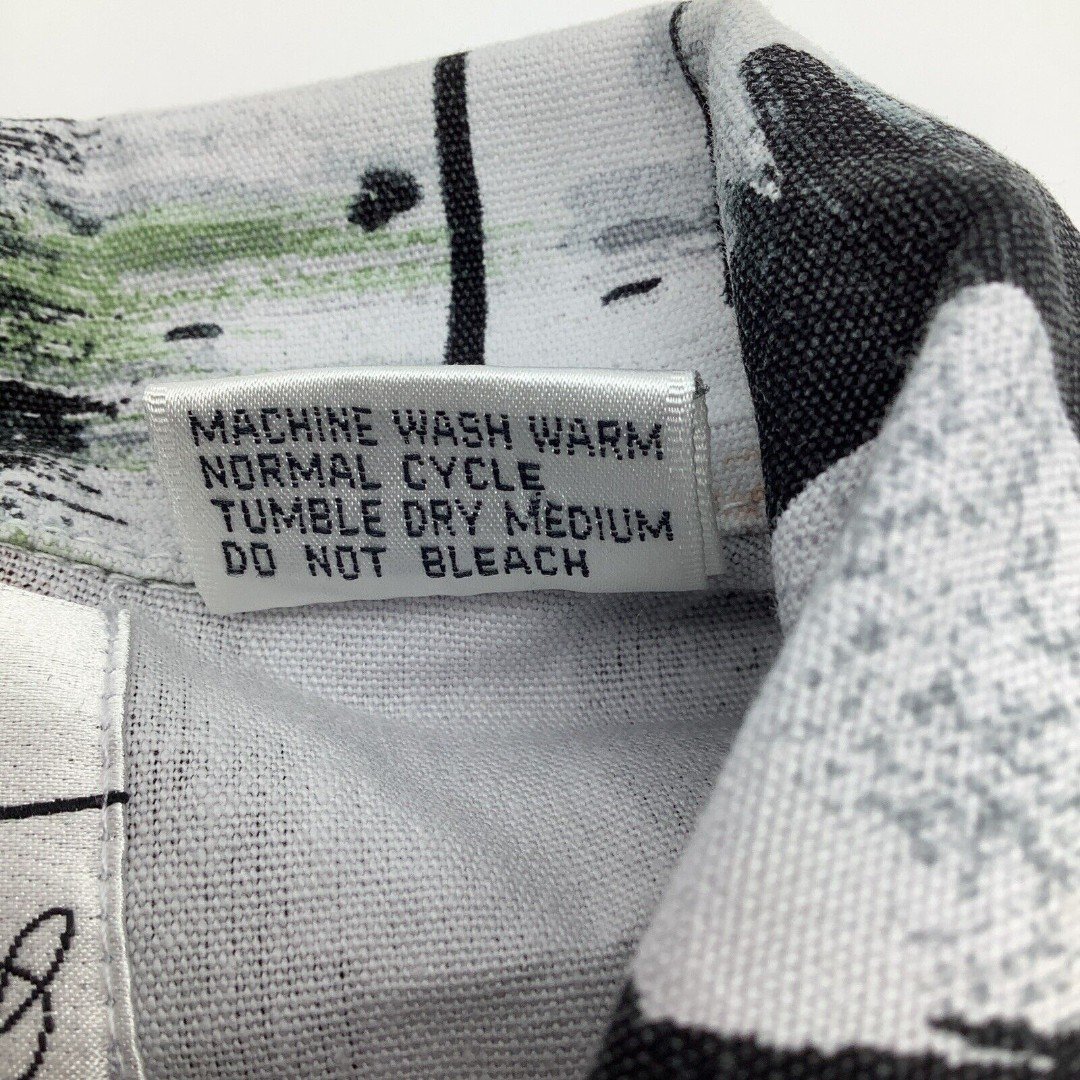 MACHINE WASH WARM
NORMAL CYCLE
TUMBLE DRY MEDIUM
DO NOT BLEACH